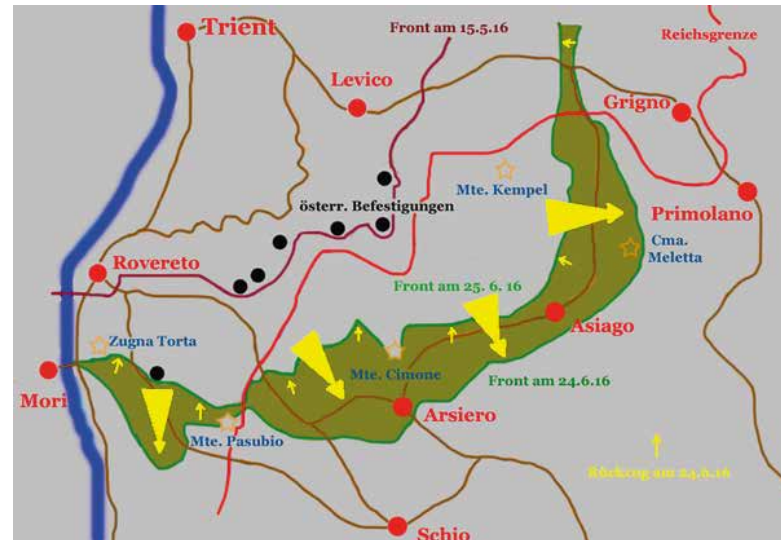 Trient
Front am 15.5.16
Reichsgrenze
Levico
Grigno
Mte. Kempel
österr. Befestigungen
Primolano
Cma.
Meletta
Rovereto
Front am 25. 6. 16
Asiago
Zugna Torta
Mte. Cimone
Front am 24.6.16
Mori
Arsiero
Mte. Pasubio
Rückzug am 24.6.16
Schio